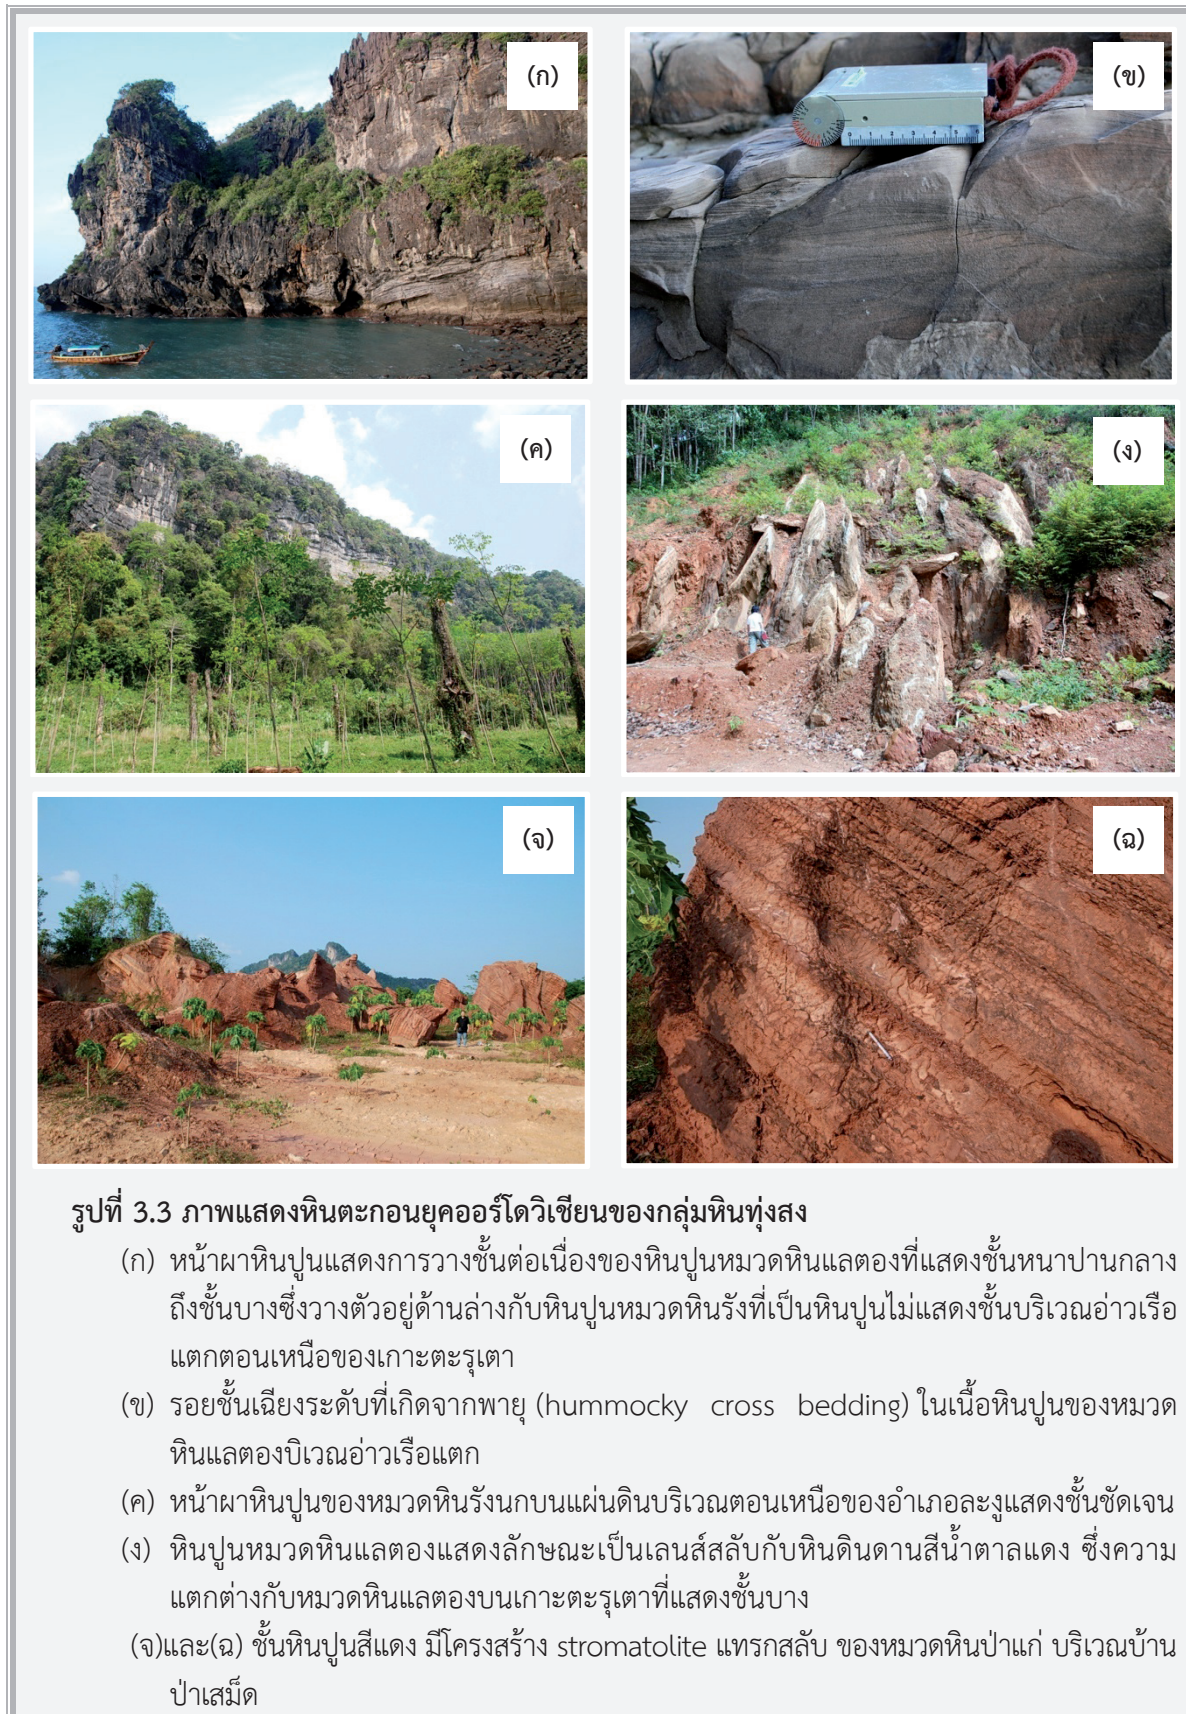 (ก)
(ข)
0 1 2 3 4 5 6
(ค)
(ง)
(จ)
(ฉ)
รูปที่ 3.3 ภาพแสดงหินตะกอนยุคออร์โดวิเชียนของกลุ่มหินทุ่งสง
(ก) หน้าผาหินปูนแสดงการวางชั้นต่อเนื่องของหินปูนหมวดหินแลตองที่แสดงชั้นหนาปานกลาง
ถึงชั้นบางซึ่งวางตัวอยู่ด้านล่างกับหินปูนหมวดหินรังที่เป็นหินปูนไม่แสดงชั้นบริเวณอ่าวเรือ
แตกตอนเหนือของเกาะตะรุเตา
(ข) รอยชั้นเฉียงระดับที่เกิดจากพายุ (hummocky cross bedding) ในเนื้อหินปูนของหมวด
หินแลตองบิเวณอ่าวเรือแตก
(ค) หน้าผาหินปูนของหมวดหินรังนกบนแผ่นดินบริเวณตอนเหนือของอำเภอละงูแสดงชั้นชัดเจน
(ง) หินปูนหมวดหินแลตองแสดงลักษณะเป็นเลนส์สลับกับหินดินดานสีน้ำตาลแดง ซึ่งความ
แตกต่างกับหมวดหินแลตองบนเกาะตะรุเตาที่แสดงชั้นบาง
(จ)และ(ฉ) ชั้นหินปูนสีแดง มีโครงสร้าง stromatolite แทรกสลับ ของหมวดหินป่าแก่ บริเวณบ้าน
ป่าเสม็ด